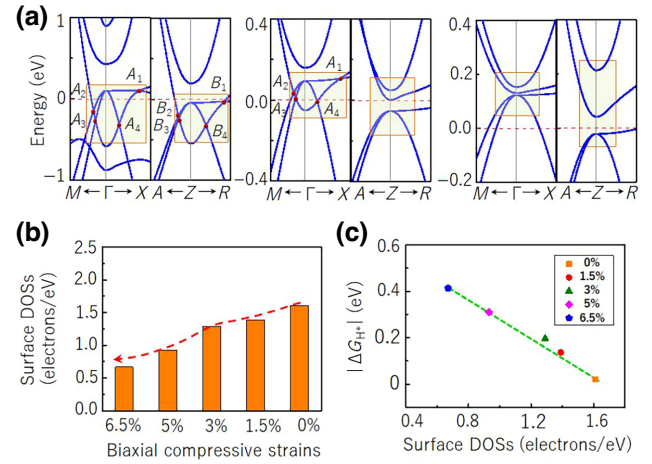 (a)
Energy (eV)
1
0
−1
A₁
A₂
A₃
A₄
B₁
B₂
B₃
B₄
M ← Γ → X
A ← Z → R
0.4
0.0
−0.4
A₁
A₂
A₃
A₄
M ← Γ → X
A ← Z → R
0.4
0.2
0.0
−0.2
M ← Γ → X
A ← Z → R
(b)
Surface DOSs
(electrons/eV)
2.5
2.0
1.5
1.0
0.5
0.0
6.5% 5% 3% 1.5% 0%
Biaxial compressive strains
(c)
|ΔG_H*| (eV)
0.4
0.2
0
0%
1.5%
3%
5%
6.5%
0.4 0.8 1.2 1.6 2.0
Surface DOSs (electrons/eV)